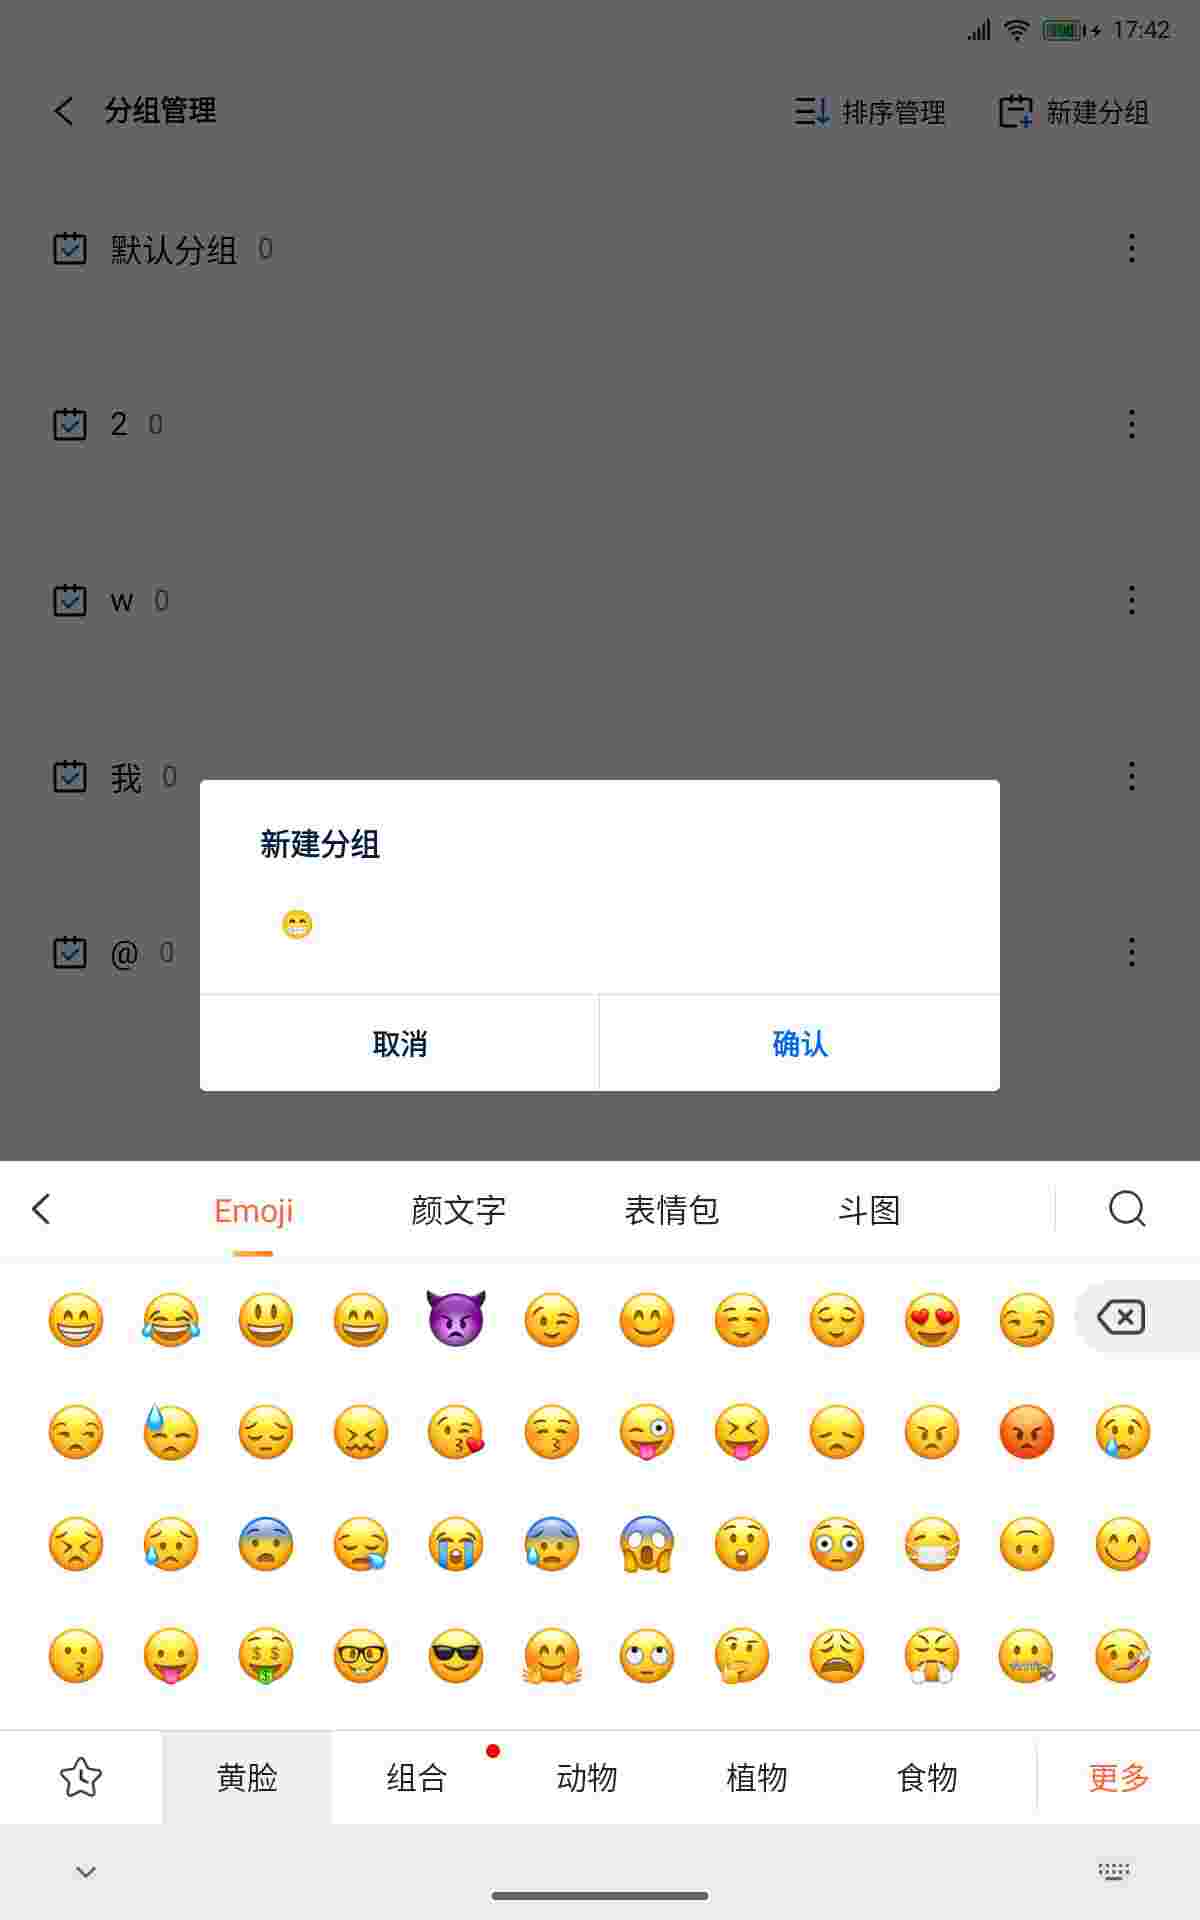 17:42
分组管理 排序管理 新建分组
默认分组 0
2 0
w 0
我 0
@ 0
新建分组
😁
取消 确认
Emoji 颜文字 表情包 斗图
黄脸 组合 动物 植物 食物 更多